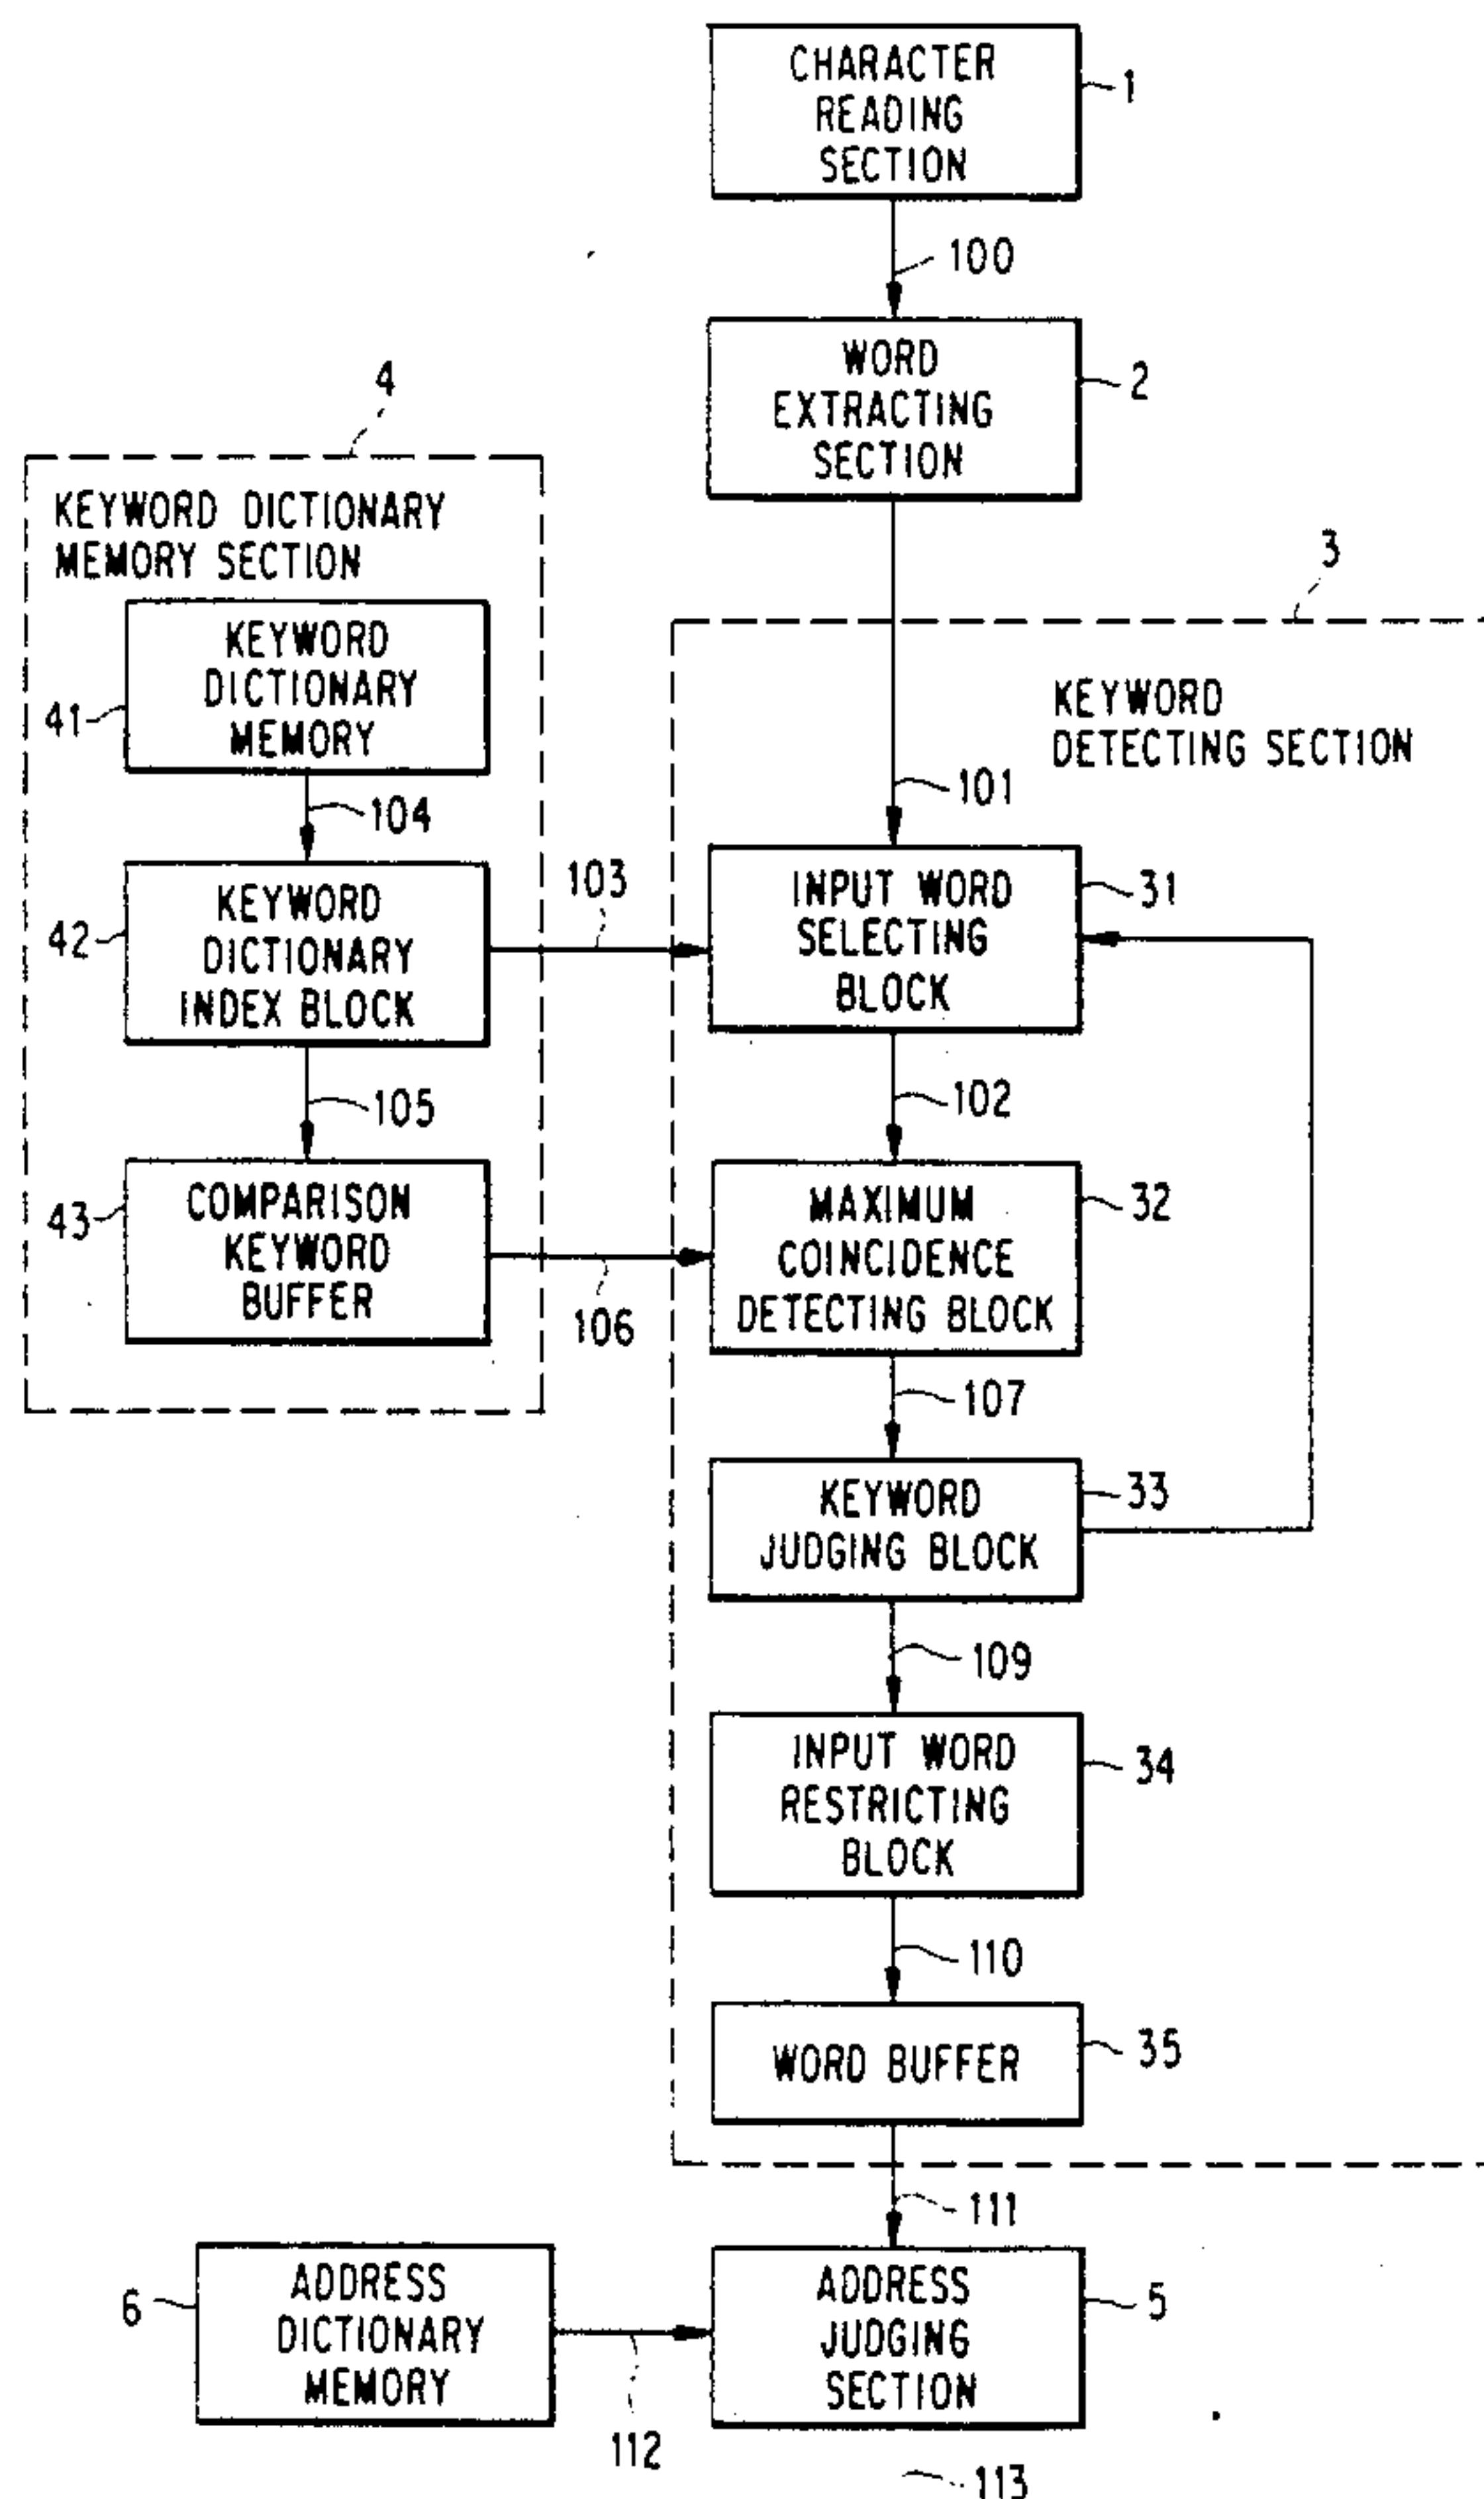 CHARACTER
READING
SECTION
1
100
WORD
EXTRACTING
SECTION
2
4
KEYWORD DICTIONARY
MEMORY SECTION
3
KEYWORD
DETECTING SECTION
KEYWORD
DICTIONARY
MEMORY
41
104
101
KEYWORD
DICTIONARY
INDEX BLOCK
42
103
INPUT WORD
SELECTING
BLOCK
31
105
102
COMPARISON
KEYWORD
BUFFER
43
106
MAXIMUM
COINCIDENCE
DETECTING BLOCK
32
107
KEYWORD
JUDGING BLOCK
33
109
INPUT WORD
RESTRICTING
BLOCK
34
110
WORD BUFFER
35
111
ADDRESS
DICTIONARY
MEMORY
6
112
ADDRESS
JUDGING
SECTION
5
113